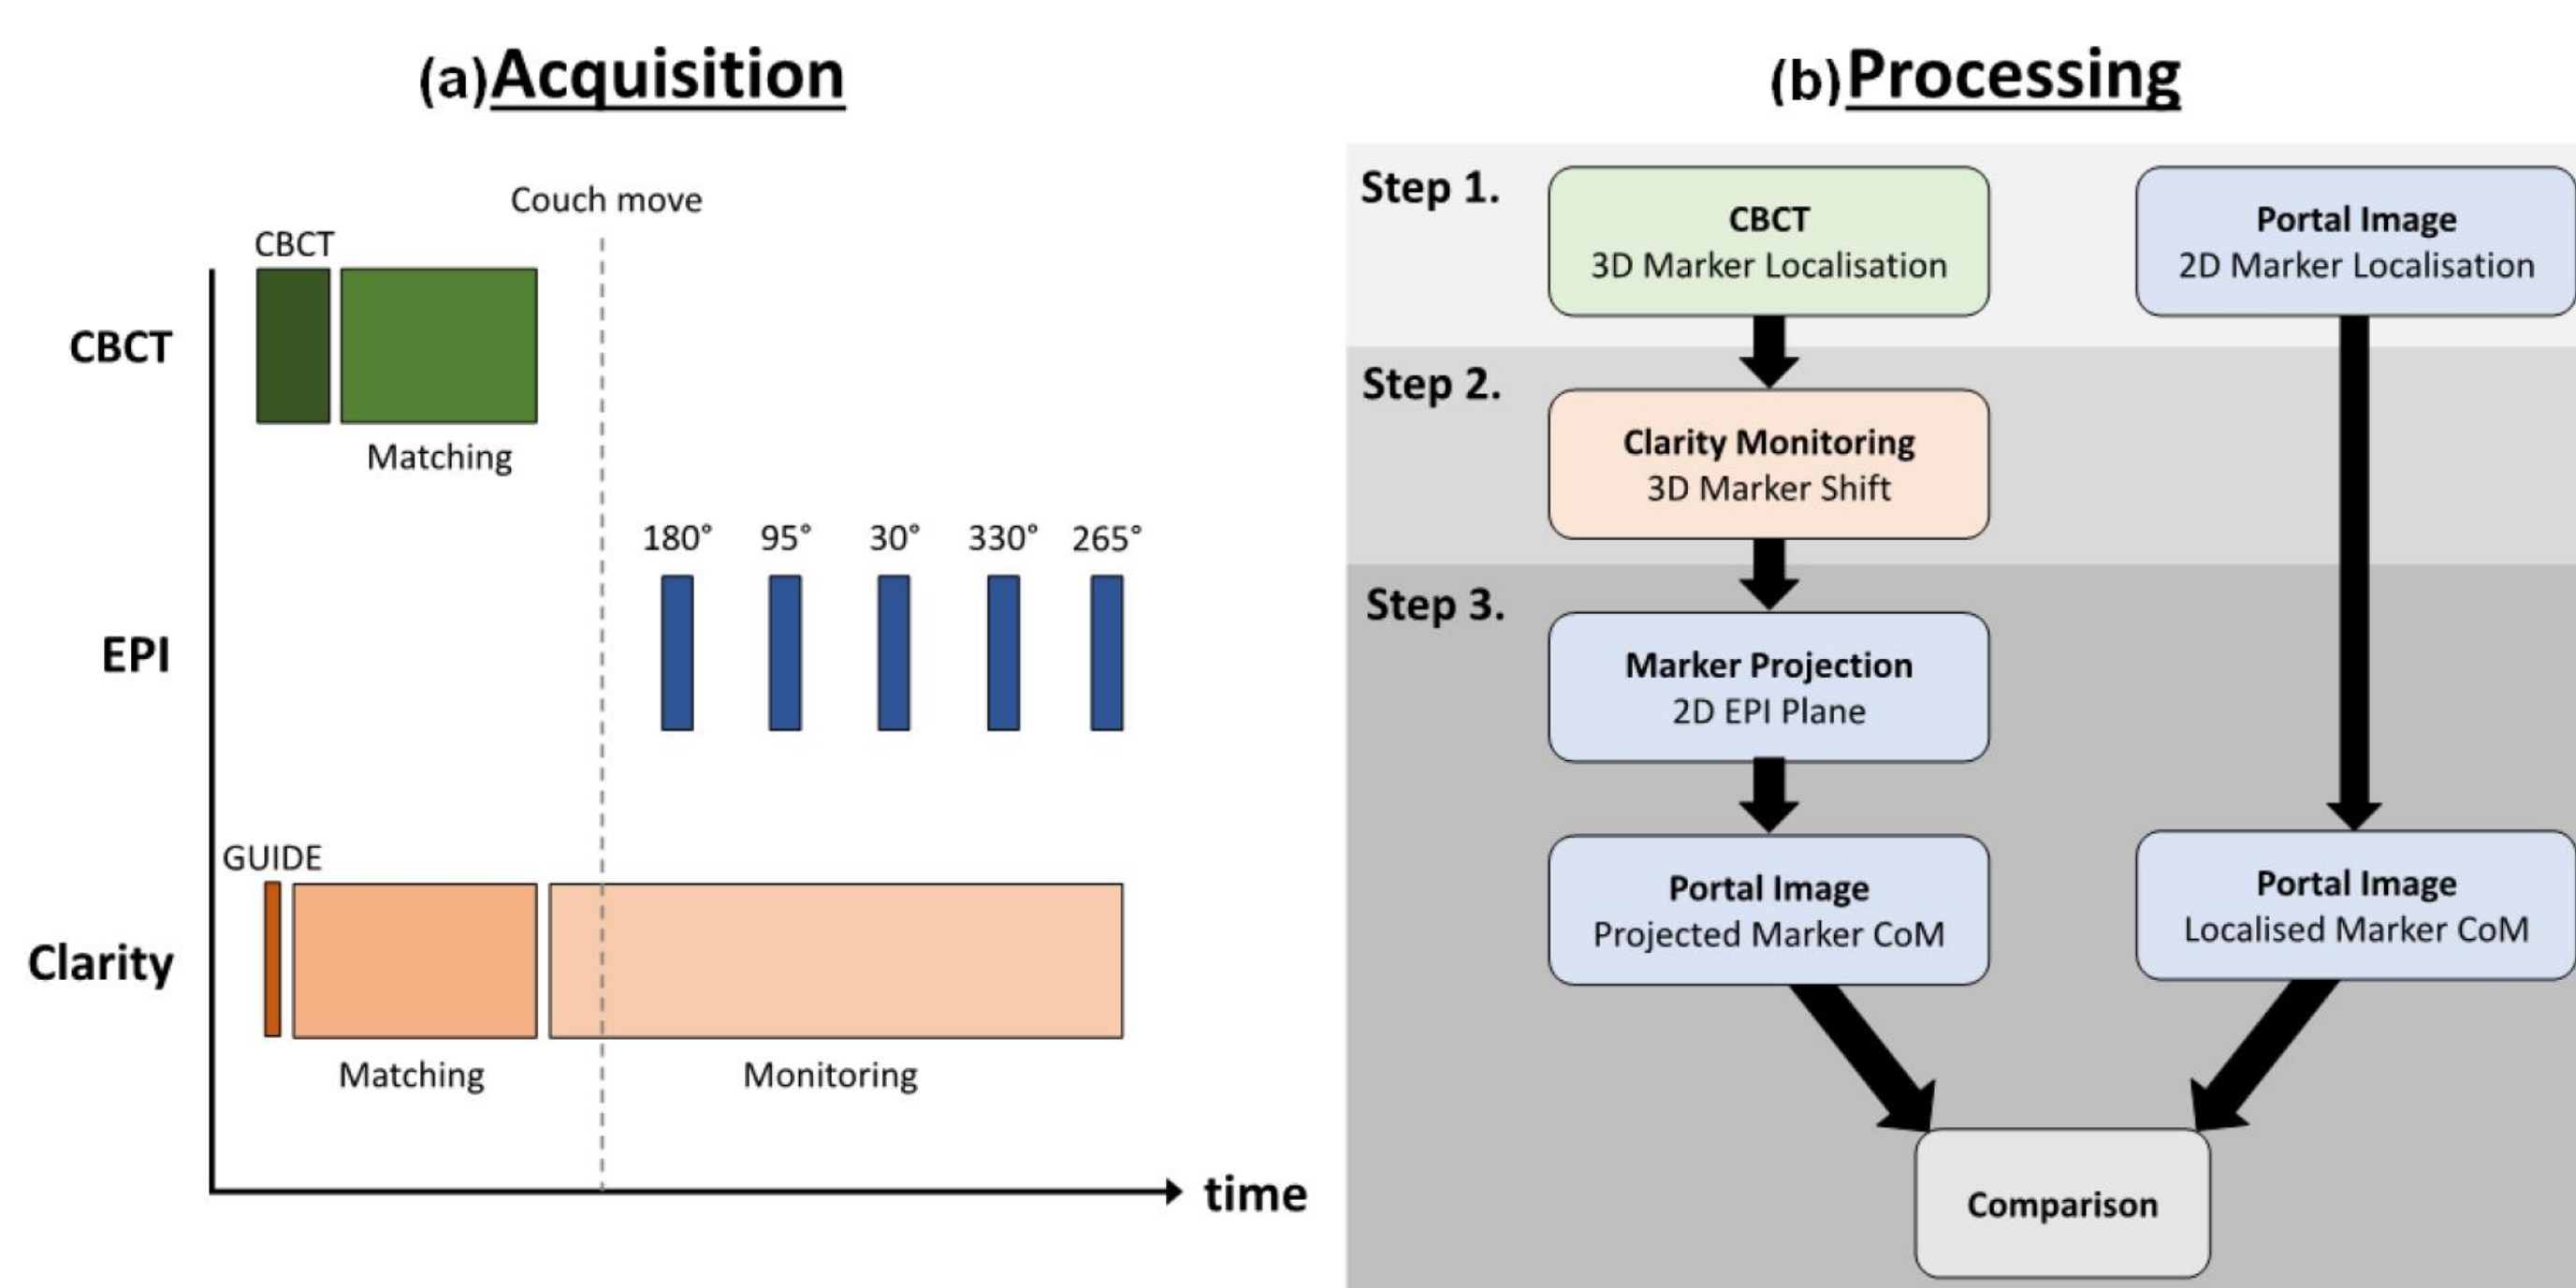 (a)Acquisition
Couch move
CBCT
CBCT
Matching
180° 95° 30° 330° 265°
EPI
GUIDE
Clarity
Matching
Monitoring
time
(b)Processing
Step 1.
CBCT
3D Marker Localisation
Portal Image
2D Marker Localisation
Step 2.
Clarity Monitoring
3D Marker Shift
Step 3.
Marker Projection
2D EPI Plane
Portal Image
Projected Marker CoM
Portal Image
Localised Marker CoM
Comparison